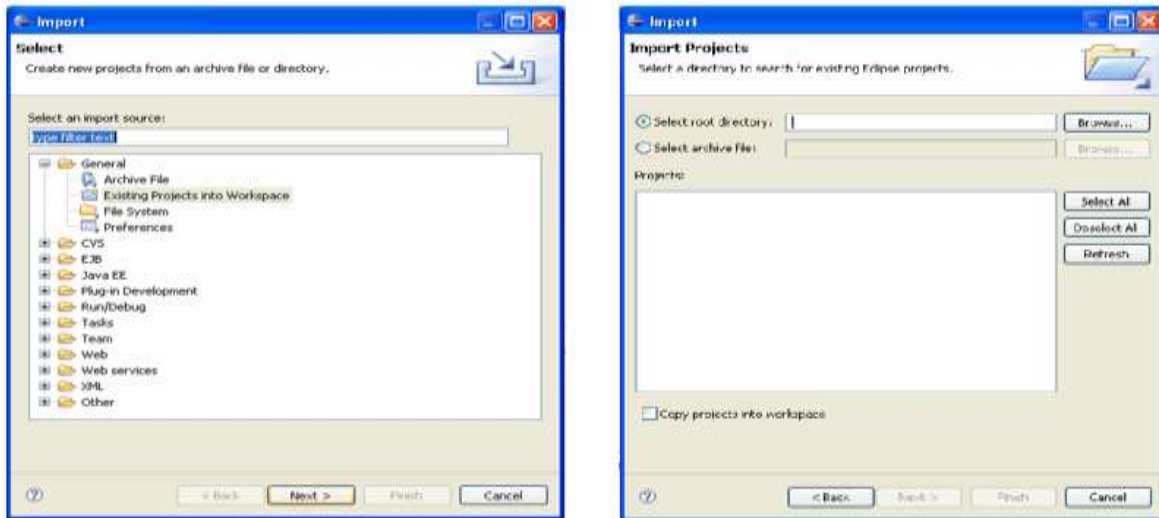 Import
Select
Create new projects from an archive file or directory.
Select an import source:
type filter text
General
Archive File
Existing Projects into Workspace
File System
Preferences
CVS
EJB
Java EE
Plug-in Development
Run/Debug
Tasks
Team
Web
Web services
XML
Other
< Back
Next >
Finish
Cancel
Import
Import Projects
Select a directory to search for existing Eclipse projects.
Select root directory:
Browse...
Select archive file:
Browse...
Projects:
Select All
Deselect All
Refresh
Copy projects into workspace
< Back
Next >
Finish
Cancel